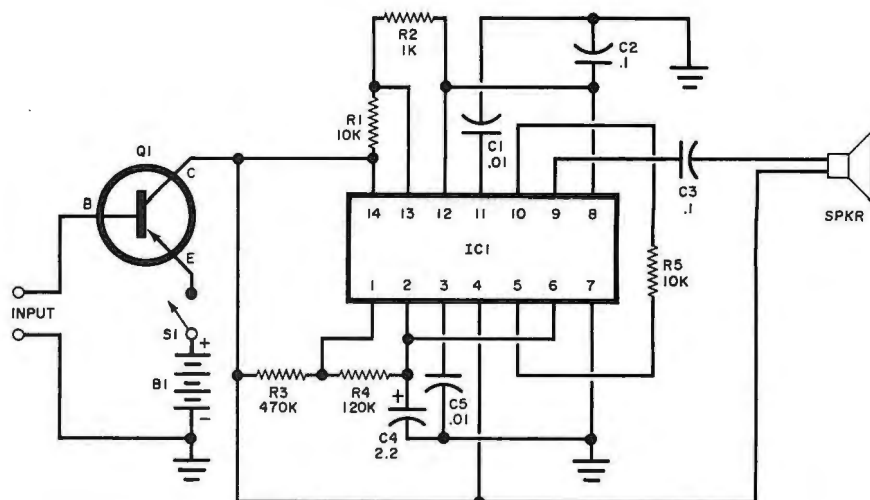 R2
1K
C2
.1
R1
10K
Q1
C
B
E
C1
.01
C3
.1
SPKR
14 13 12 11 10 9 8
IC1
1 2 3 4 5 6 7
R5
10K
INPUT
S1
+
B1
-
R3
470K
R4
120K
+
C4
2.2
C5
.01